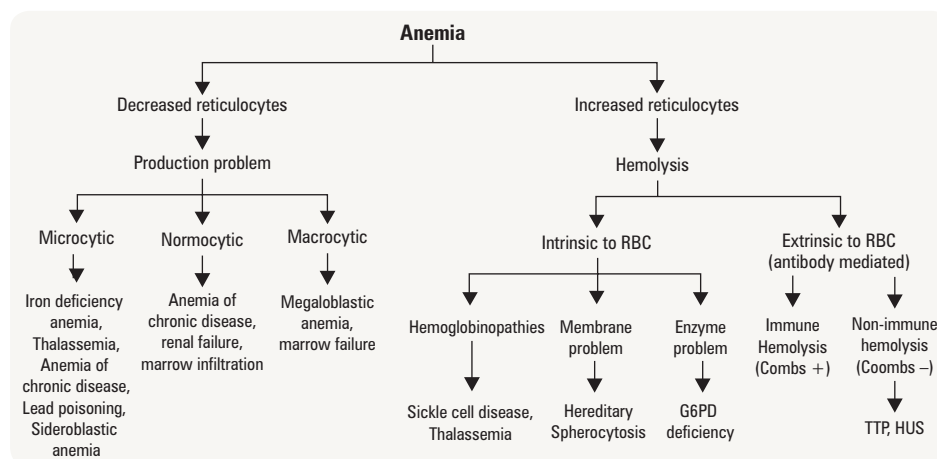 Anemia
Decreased reticulocytes
Increased reticulocytes
Production problem
Hemolysis
Microcytic
Normocytic
Macrocytic
Intrinsic to RBC
Extrinsic to RBC
(antibody mediated)
Iron deficiency
anemia,
Thalassemia,
Anemia of
chronic disease,
Lead poisoning,
Sideroblastic
anemia
Anemia of
chronic disease,
renal failure,
marrow infiltration
Megaloblastic
anemia,
marrow failure
Hemoglobinopathies
Membrane
problem
Enzyme
problem
Immune
Hemolysis
(Combs +)
Non-immune
hemolysis
(Coombs –)
Sickle cell disease,
Thalassemia
Hereditary
Spherocytosis
G6PD
deficiency
TTP, HUS